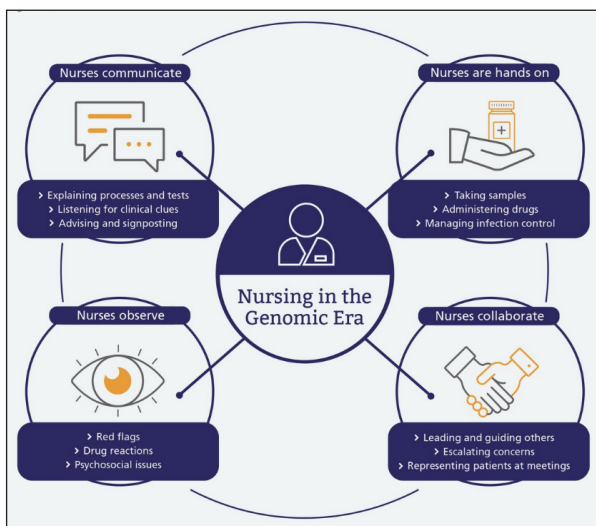 Nurses communicate
> Explaining processes and tests
> Listening for clinical clues
> Advising and signposting
Nurses are hands on
> Taking samples
> Administering drugs
> Managing infection control
Nursing in the
Genomic Era
Nurses observe
> Red flags
> Drug reactions
> Psychosocial issues
Nurses collaborate
> Leading and guiding others
> Escalating concerns
> Representing patients at meetings